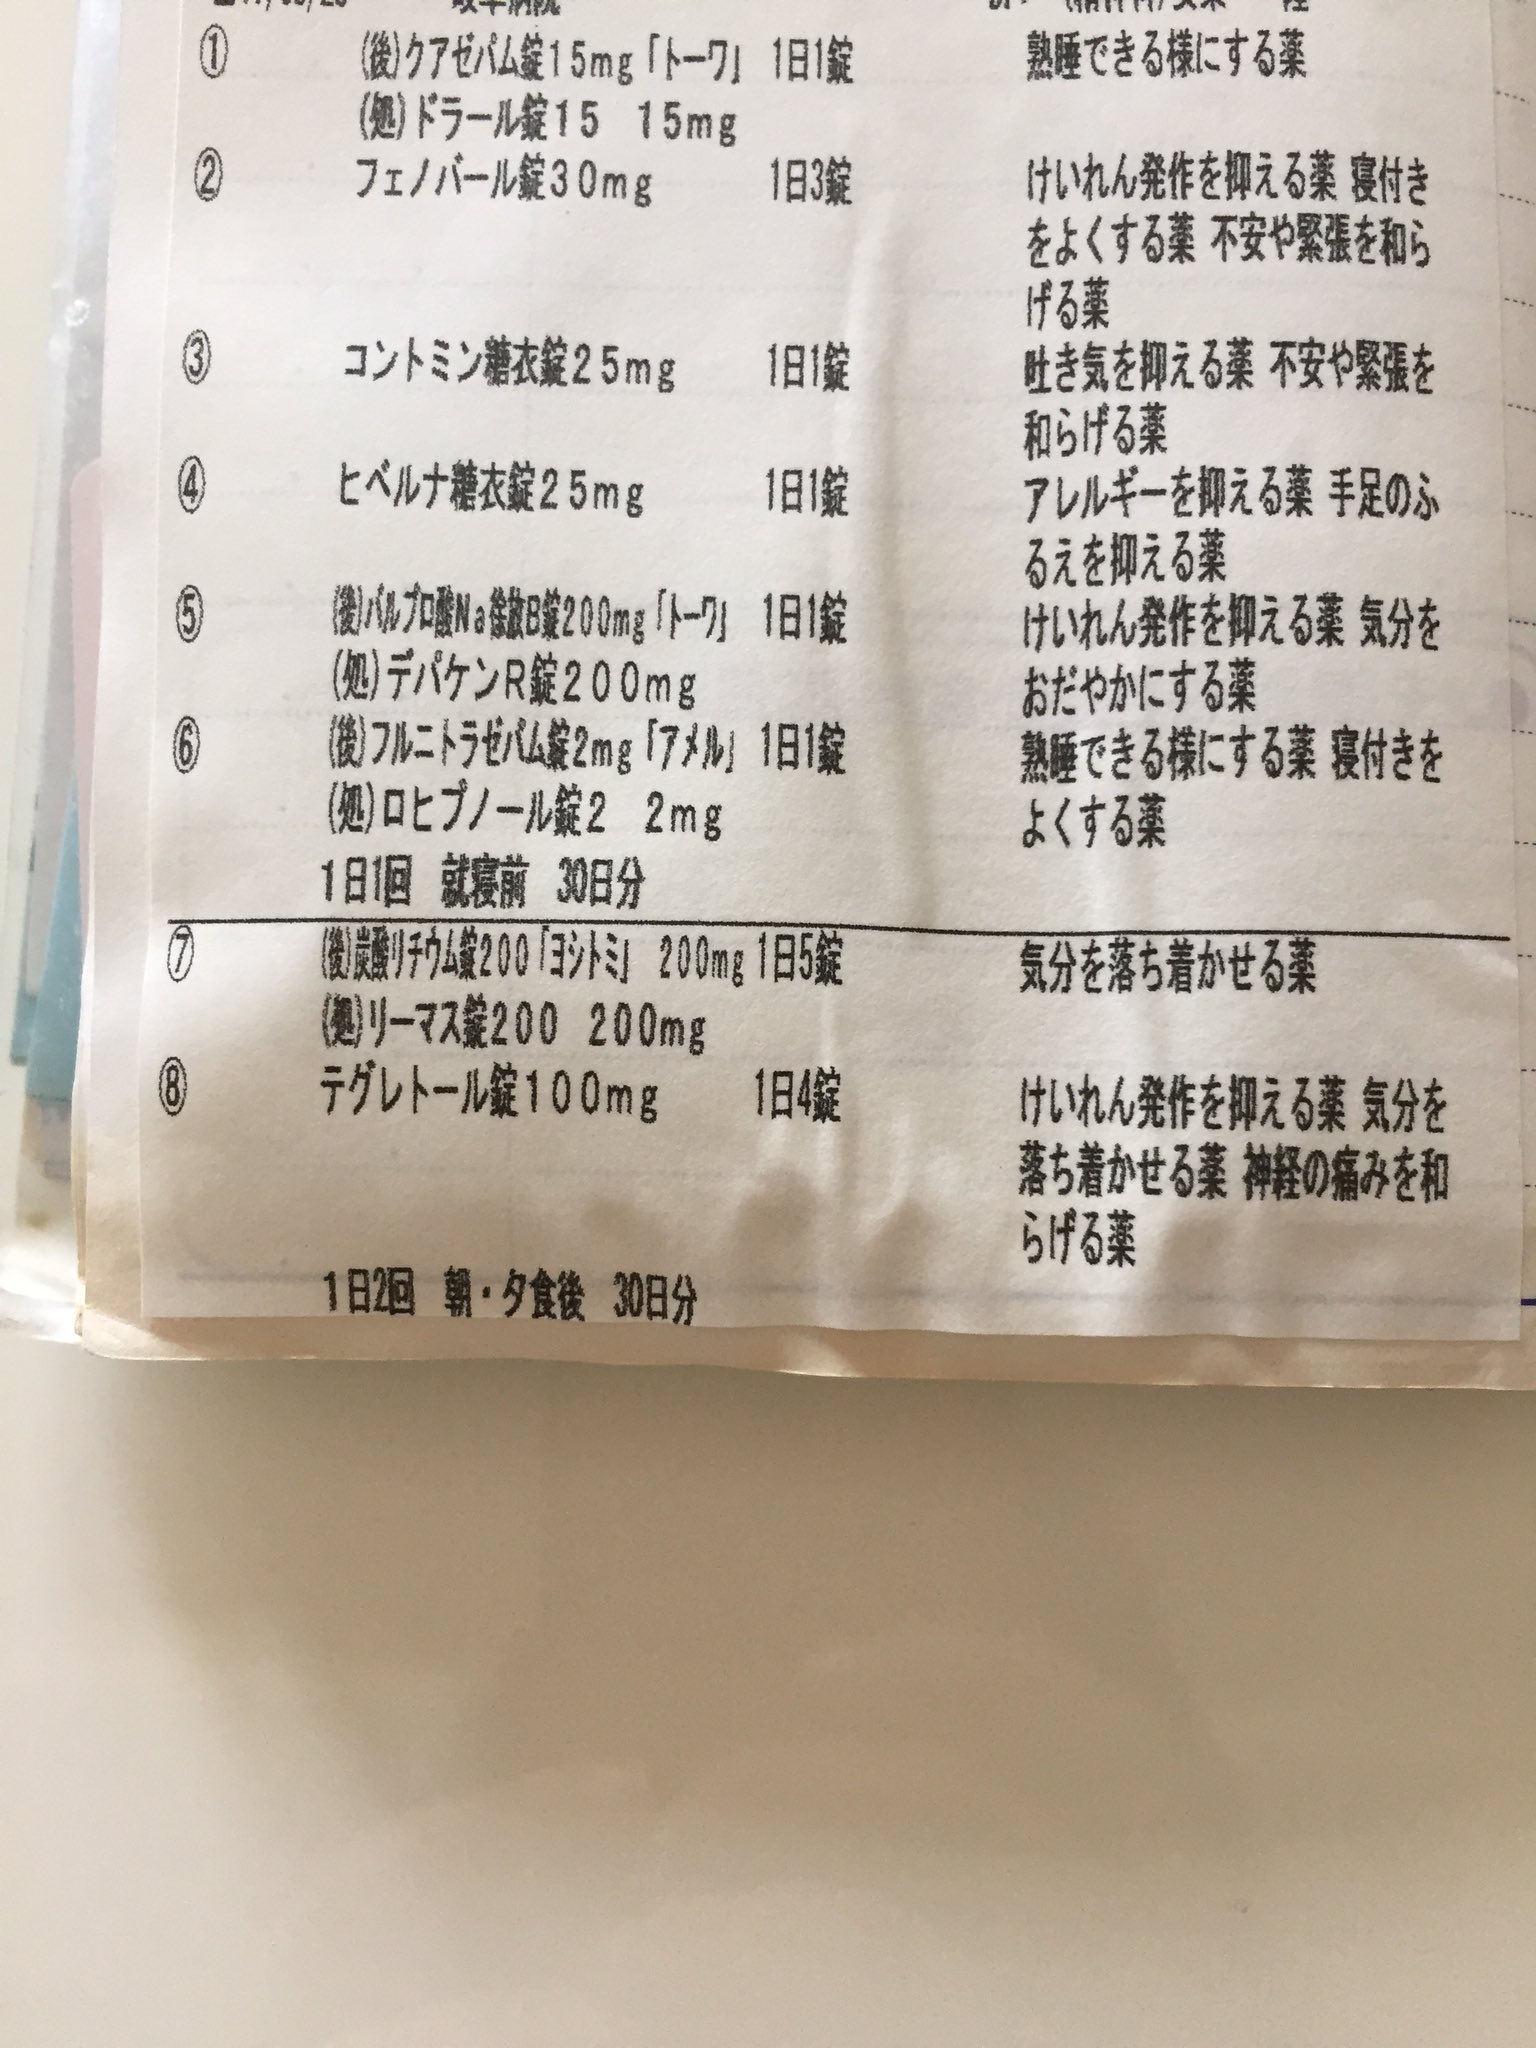 ① (後)クアゼパム錠15mg「トーワ」 1日1錠 熟睡できる様にする薬
(処)ドラール錠15 15mg
② フェノバール錠30mg 1日3錠 けいれん発作を抑える薬 寝付き
をよくする薬 不安や緊張を和ら
げる薬
③ コントミン糖衣錠25mg 1日1錠 吐き気を抑える薬 不安や緊張を
和らげる薬
④ ヒベルナ糖衣錠25mg 1日1錠 アレルギーを抑える薬 手足のふ
るえを抑える薬
⑤ (後)バルプロ酸Na徐放B錠200mg「トーワ」 1日1錠 けいれん発作を抑える薬 気分を
(処)デパケンR錠200mg おだやかにする薬
⑥ (後)フルニトラゼパム錠2mg「アメル」 1日1錠 熟睡できる様にする薬 寝付きを
(処)ロヒプノール錠2 2mg よくする薬
1日1回 就寝前 30日分
⑦ (後)炭酸リチウム錠200「ヨシトミ」 200mg 1日5錠 気分を落ち着かせる薬
(処)リーマス錠200 200mg
⑧ テグレトール錠100mg 1日4錠 けいれん発作を抑える薬 気分を
落ち着かせる薬 神経の痛みを和
らげる薬
1日2回 朝・夕食後 30日分